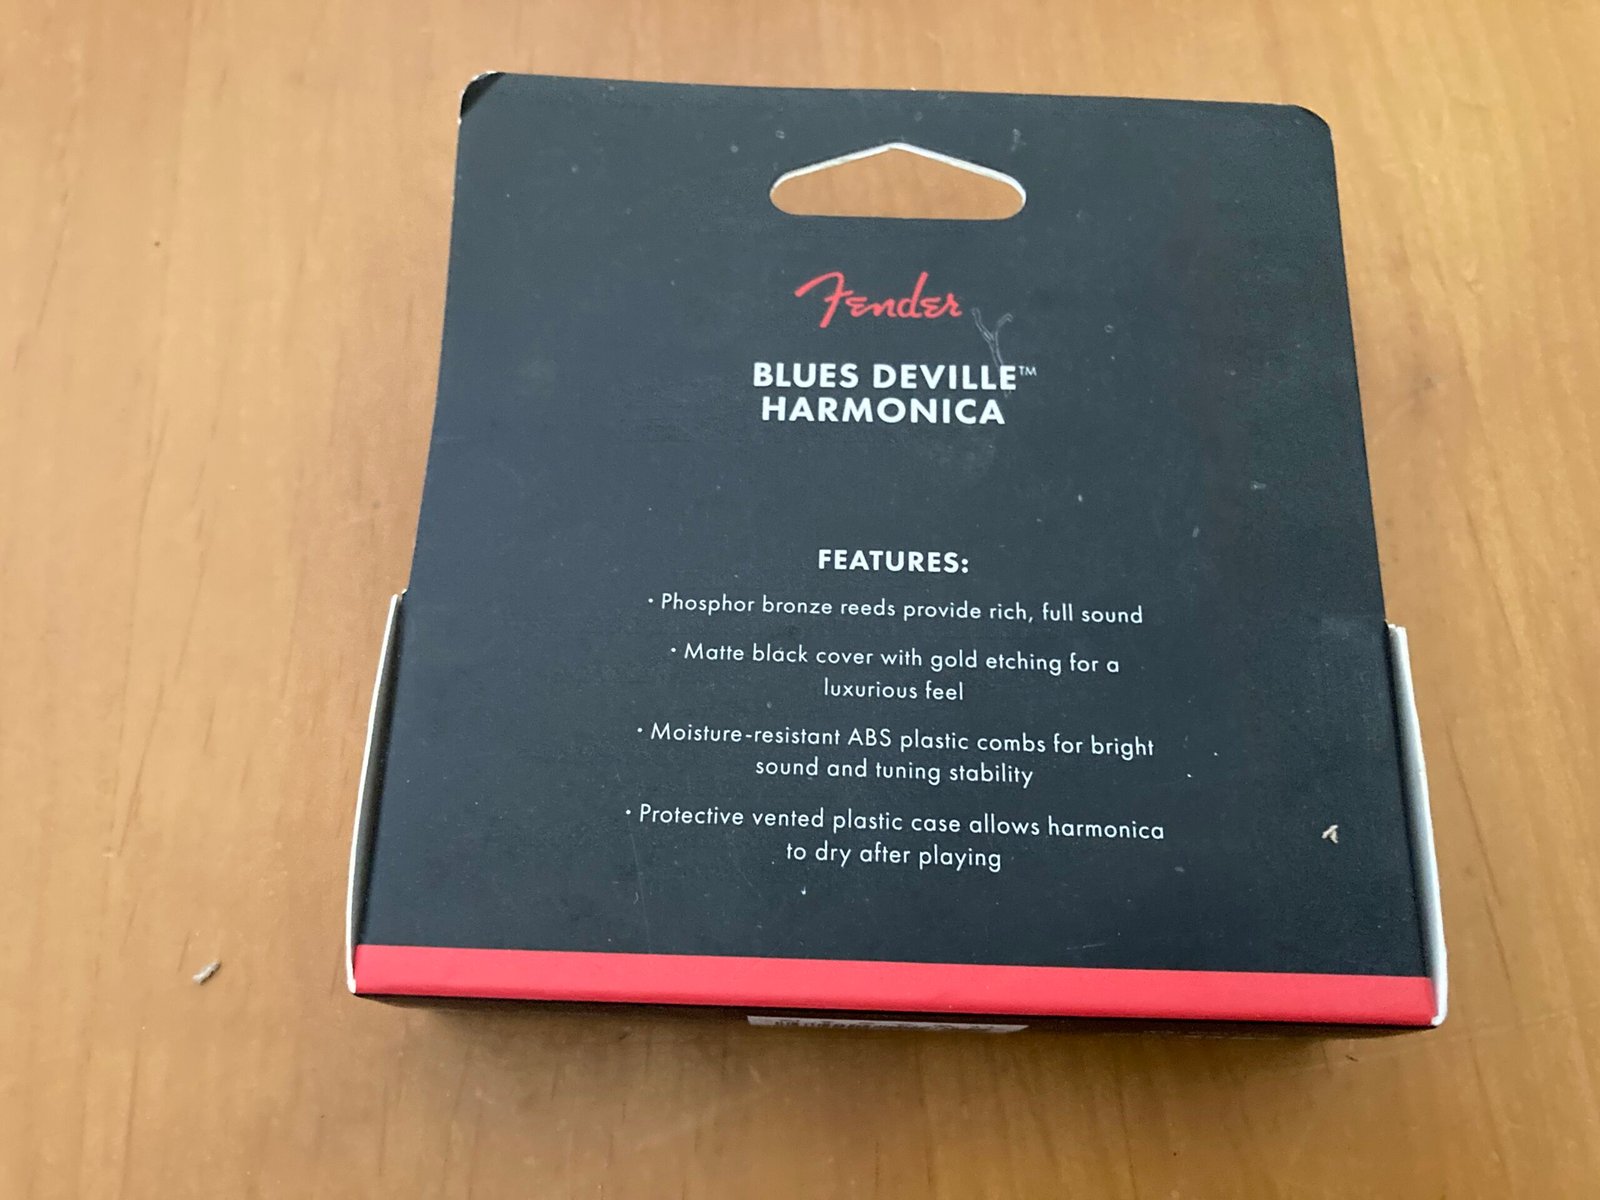 Fender
BLUES DEVILLE™
HARMONICA
FEATURES:
• Phosphor bronze reeds provide rich, full sound
• Matte black cover with gold etching for a
luxurious feel
• Moisture-resistant ABS plastic combs for bright
sound and tuning stability
• Protective vented plastic case allows harmonica
to dry after playing